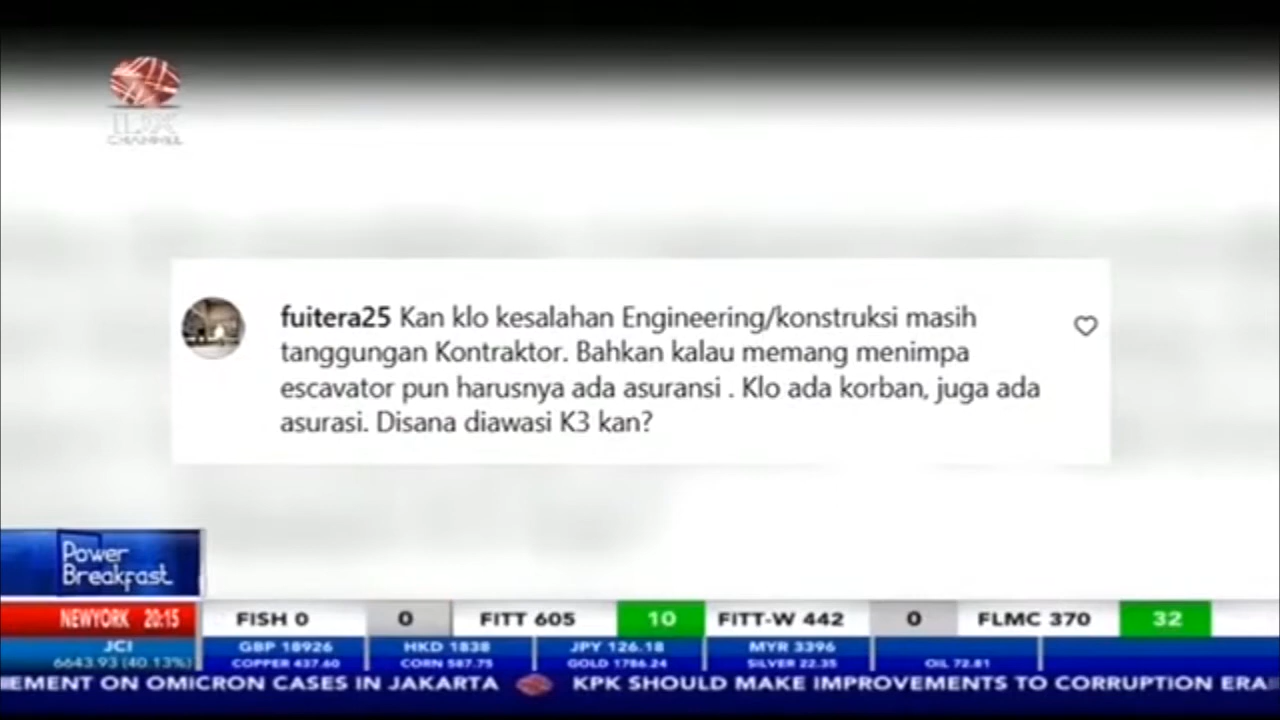 IDX
CHANNEL
fuitera25 Kan klo kesalahan Engineering/konstruksi masih
tanggungan Kontraktor. Bahkan kalau memang menimpa
escavator pun harusnya ada asuransi . Klo ada korban, juga ada
asurasi. Disana diawasi K3 kan?
Power
Breakfast
NEWYORK 20:15 FISH 0 0 FITT 605 10 FITT-W 442 0 FLMC 370 32
JCI GBP 18926 HKD 1838 JPY 126.18 MYR 3396
6643.93 (40.13%) COPPER 437.60 CORN 587.75 GOLD 1786.24 SILVER 22.35 OIL 72.81
EMENT ON OMICRON CASES IN JAKARTA KPK SHOULD MAKE IMPROVEMENTS TO CORRUPTION ERA